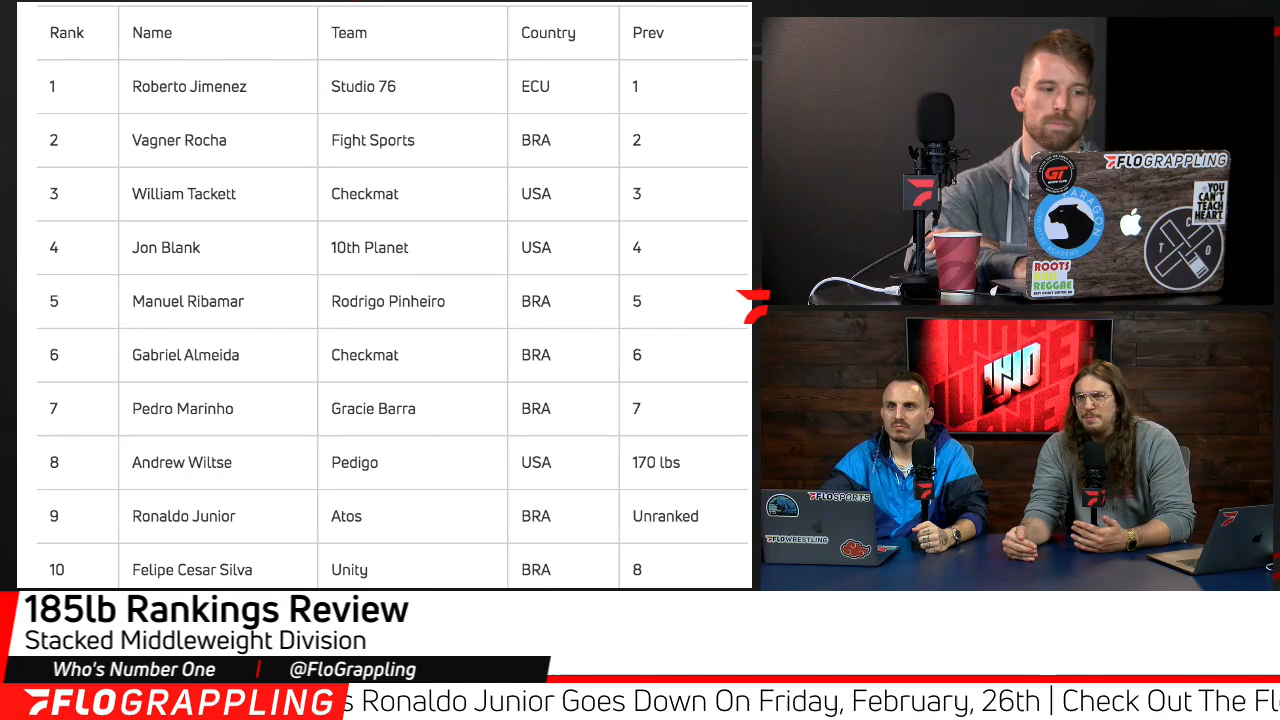 Rank Name Team Country Prev
1 Roberto Jimenez Studio 76 ECU 1
2 Vagner Rocha Fight Sports BRA 2
3 William Tackett Checkmat USA 3
4 Jon Blank 10th Planet USA 4
5 Manuel Ribamar Rodrigo Pinheiro BRA 5
6 Gabriel Almeida Checkmat BRA 6
7 Pedro Marinho Gracie Barra BRA 7
8 Andrew Wiltse Pedigo USA 170 lbs
9 Ronaldo Junior Atos BRA Unranked
10 Felipe Cesar Silva Unity BRA 8
FLOGRAPPLING
GT
PARAGON
YOU
CAN'T
TEACH
HEART.
T C O
ROOTS
REGGAE
WNO
FLOSPORTS
FLOWRESTLING
185lb Rankings Review
Stacked Middleweight Division
Who's Number One | @FloGrappling
FLOGRAPPLING
s Ronaldo Junior Goes Down On Friday, February, 26th | Check Out The Fl